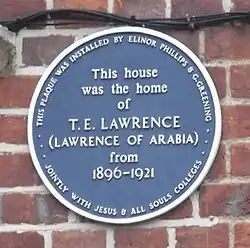 THIS PLAQUE WAS INSTALLED BY ELINOR PHILLIPS & G. GREENING
This house
was the home
of
T. E. LAWRENCE
(LAWRENCE OF ARABIA)
from
1896–1921
· JOINTLY WITH JESUS & ALL SOULS COLLEGES ·